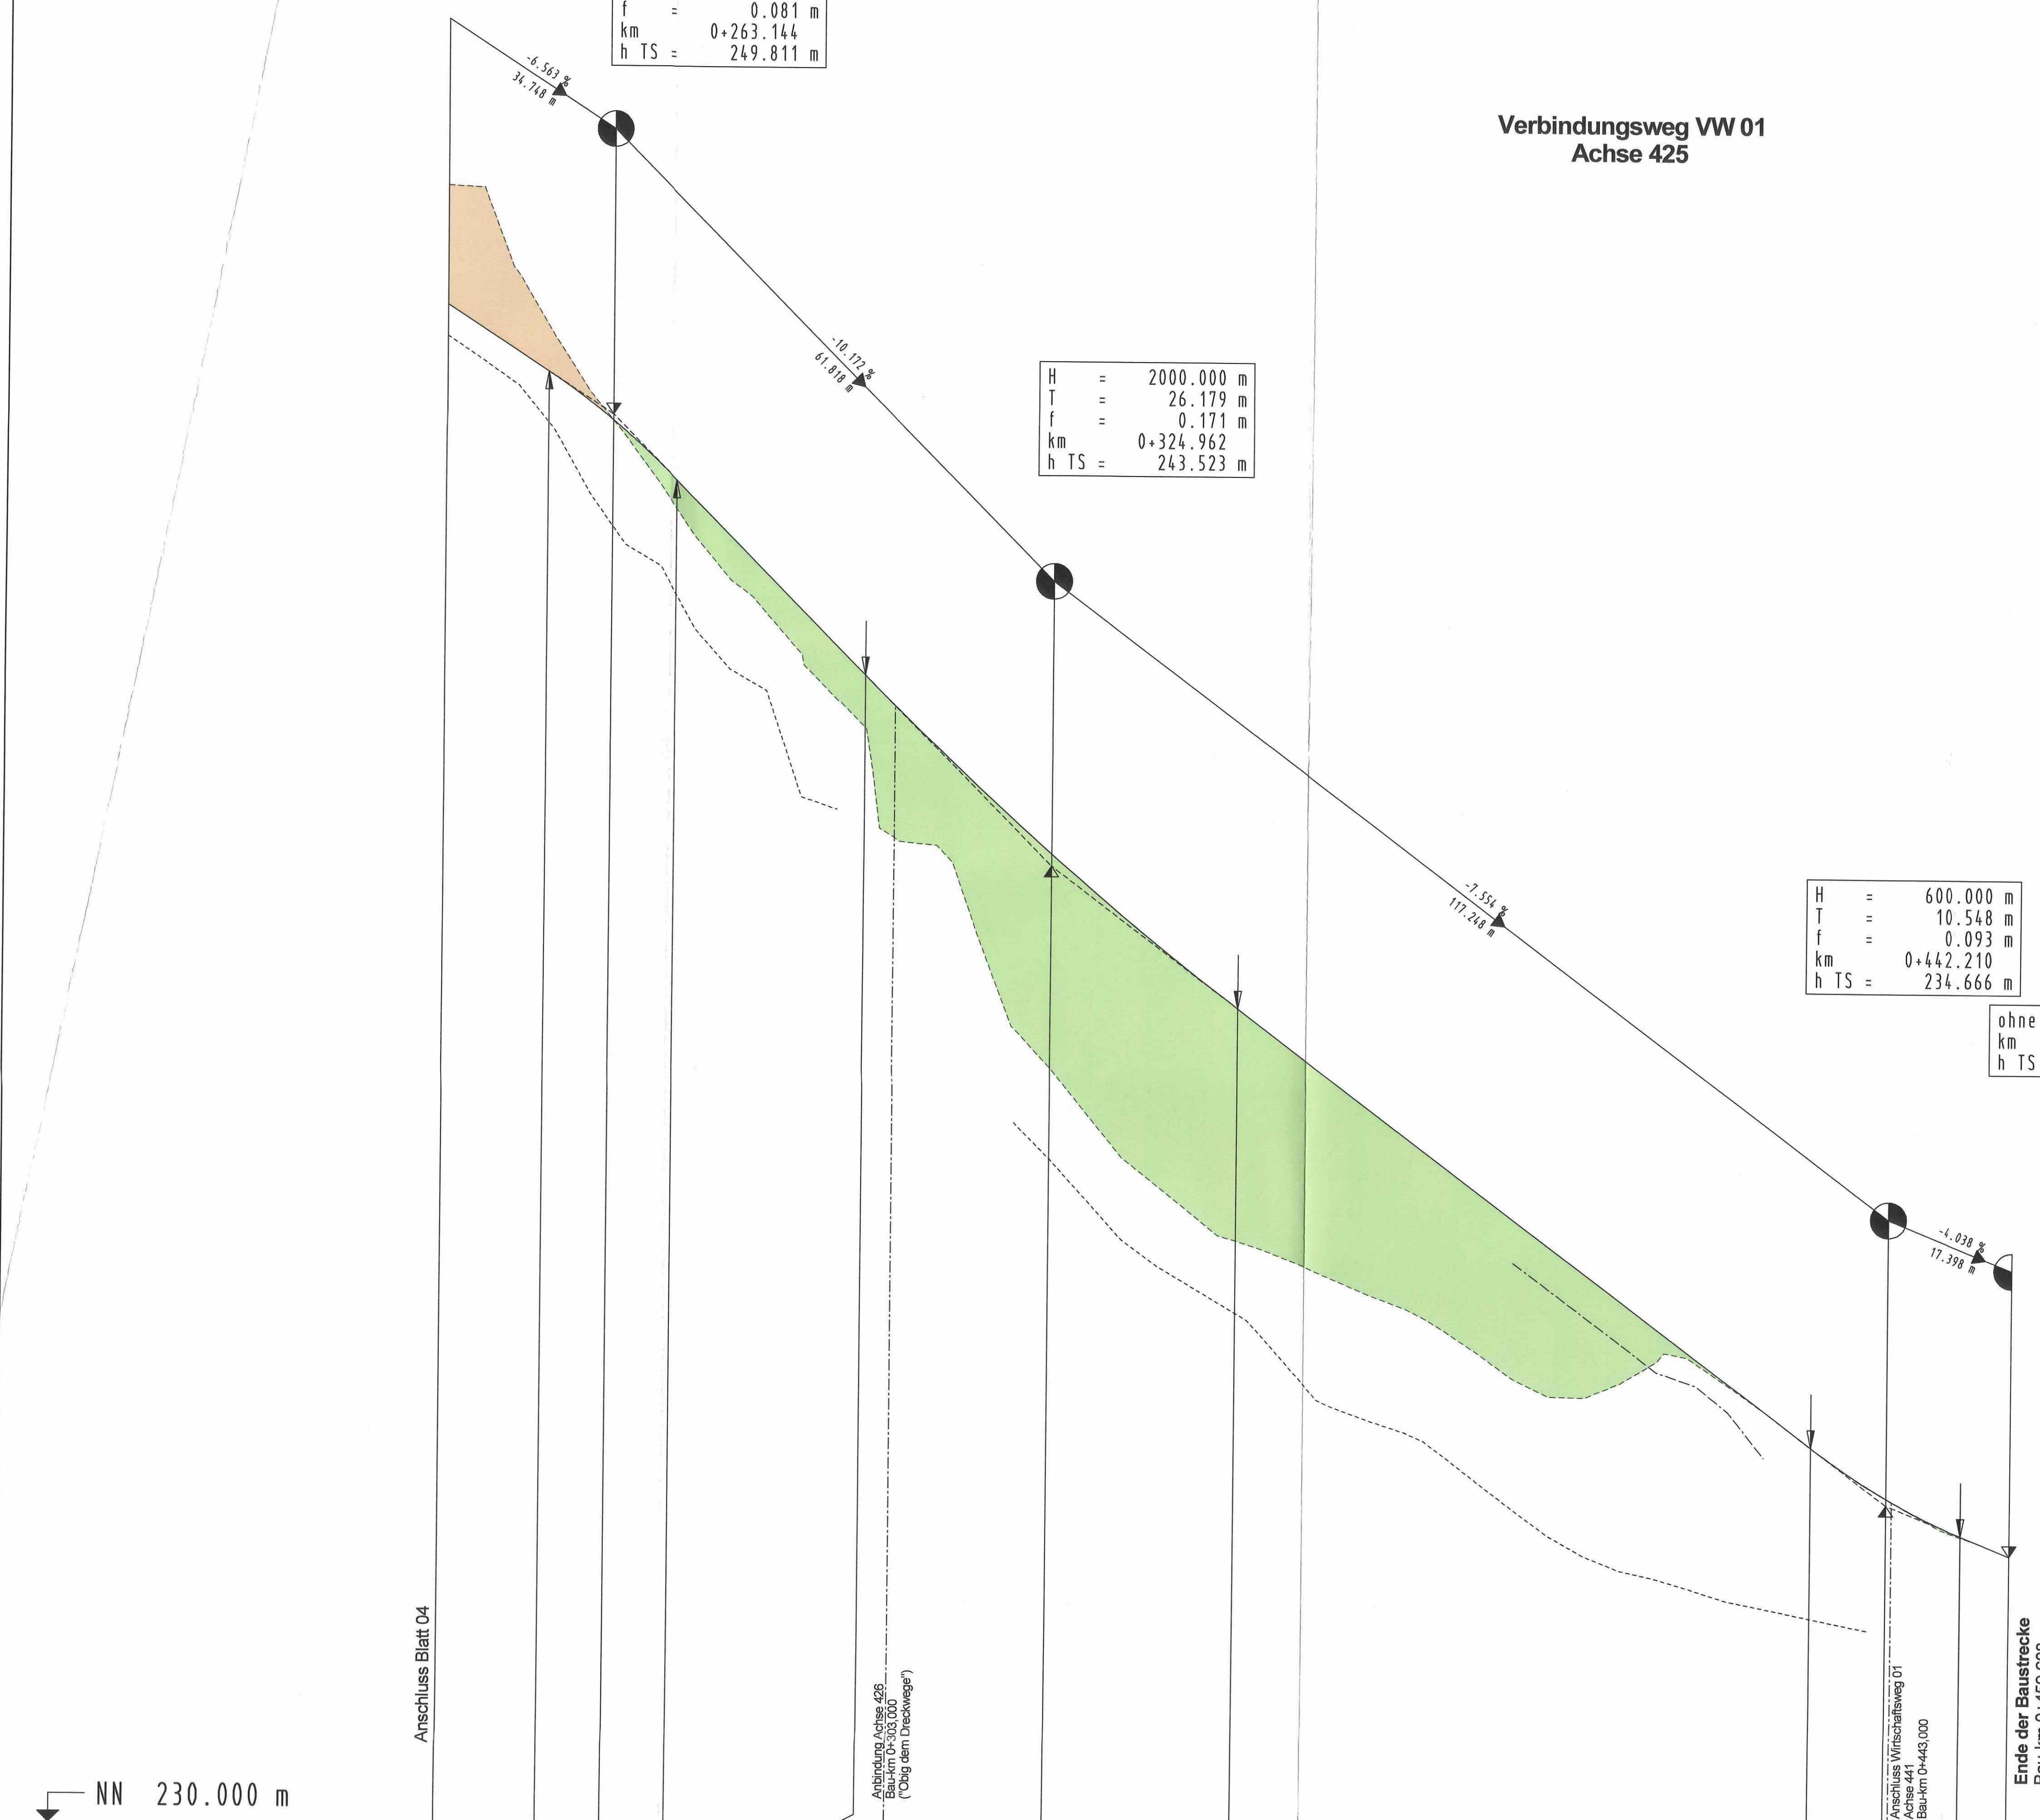 f = 0.081 m
km 0+263.144
h TS = 249.811 m
-6.563 %
34.748 m
Verbindungsweg VW 01
Achse 425
-10.172 %
61.818 m
H = 2000.000 m
T = 26.179 m
f = 0.171 m
km 0+324.962
h TS = 243.523 m
-7.554 %
117.248 m
H = 600.000 m
T = 10.548 m
f = 0.093 m
km 0+442.210
h TS = 234.666 m
ohne
km
h TS
-4.038 %
17.398 m
Anschluss Blatt 04
Anbindung Achse 426
Bau-km 0+303,000
("Obig dem Dreckwege")
Anschluss Wirtschaftsweg 01
Achse 441
Bau-km 0+443,000
Ende der Baustrecke
NN 230.000 m